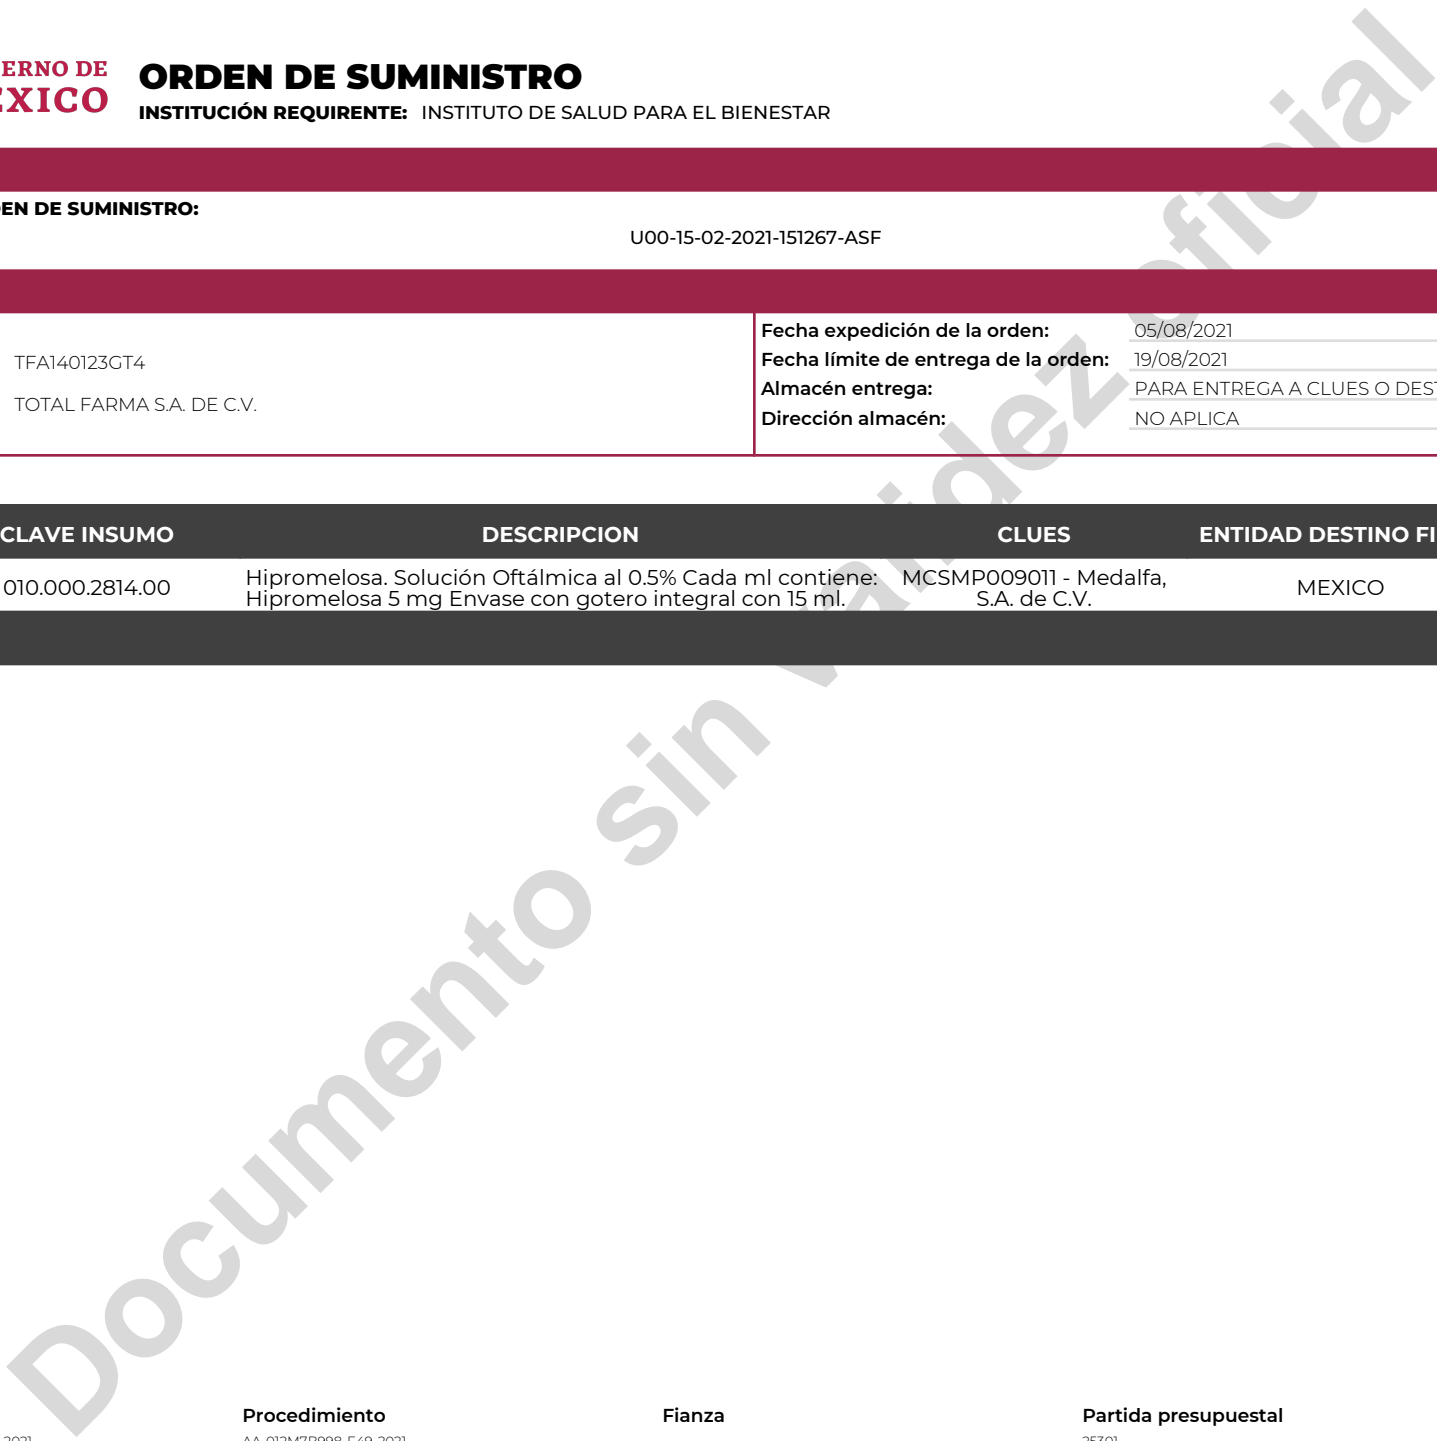 ERNO DE
EXICO
ORDEN DE SUMINISTRO
INSTITUCIÓN REQUIRENTE: INSTITUTO DE SALUD PARA EL BIENESTAR
EN DE SUMINISTRO:
U00-15-02-2021-151267-ASF
TFA140123GT4
TOTAL FARMA S.A. DE C.V.
Fecha expedición de la orden: 05/08/2021
Fecha límite de entrega de la orden: 19/08/2021
Almacén entrega: PARA ENTREGA A CLUES O DEST
Dirección almacén: NO APLICA
CLAVE INSUMO DESCRIPCION CLUES ENTIDAD DESTINO FI
010.000.2814.00
Hipromelosa. Solución Oftálmica al 0.5% Cada ml contiene:
Hipromelosa 5 mg Envase con gotero integral con 15 ml.
MCSMP009011 - Medalfa,
S.A. de C.V.
MEXICO
Documento sin validez oficial
Procedimiento Fianza Partida presupuestal